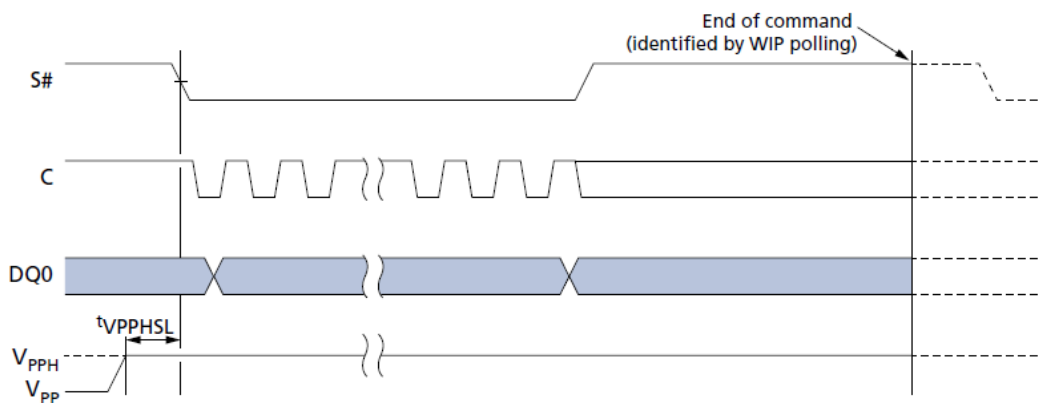 End of command
(identified by WIP polling)
S#
C
DQ0
tVPPHSL
VPPH
VPP